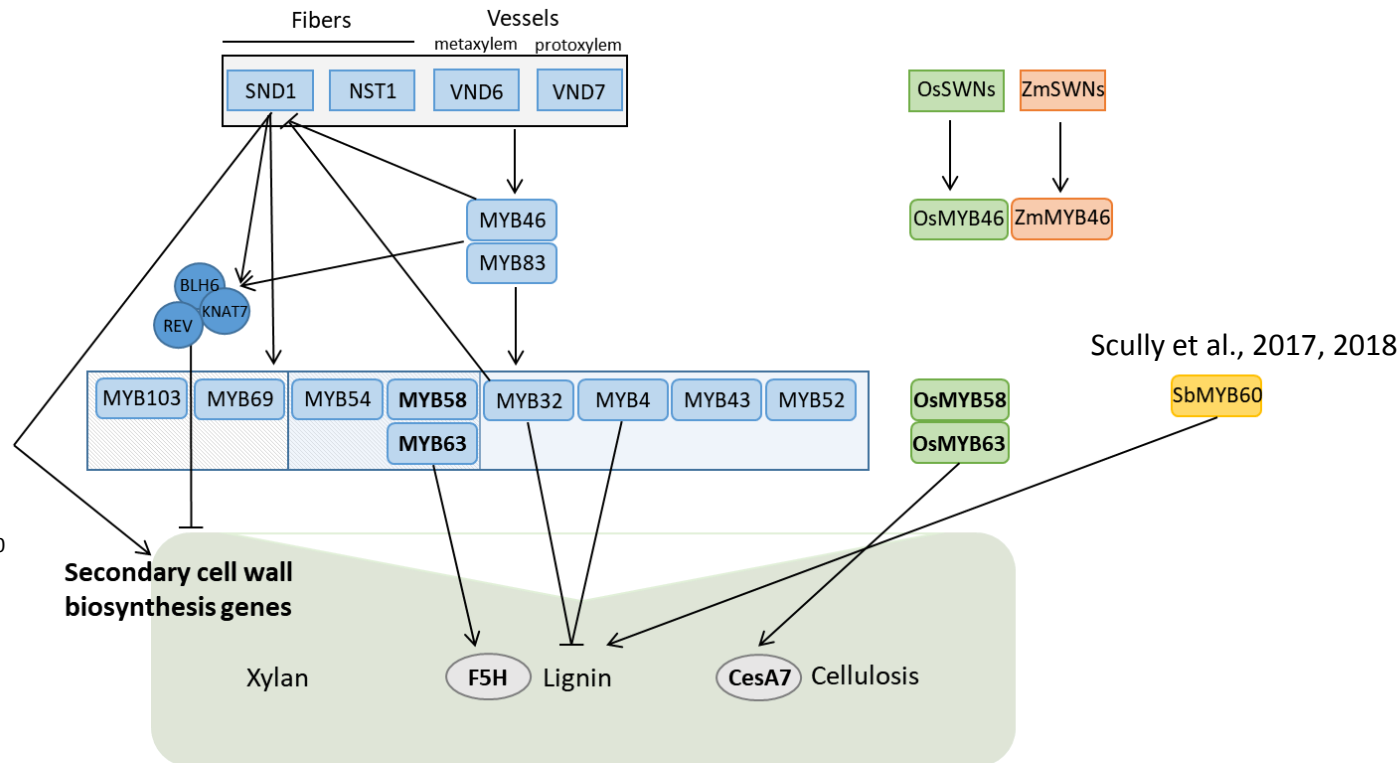 Fibers
Vessels
metaxylem
protoxylem
SND1
NST1
VND6
VND7
OsSWNs
ZmSWNs
MYB46
OsMYB46
ZmMYB46
MYB83
BLH6
KNAT7
REV
Scully et al., 2017, 2018
MYB103
MYB69
MYB54
MYB58
MYB32
MYB4
MYB43
MYB52
OsMYB58
SbMYB60
MYB63
OsMYB63
0
Secondary cell wall
biosynthesis genes
Xylan
F5H
Lignin
CesA7
Cellulosis